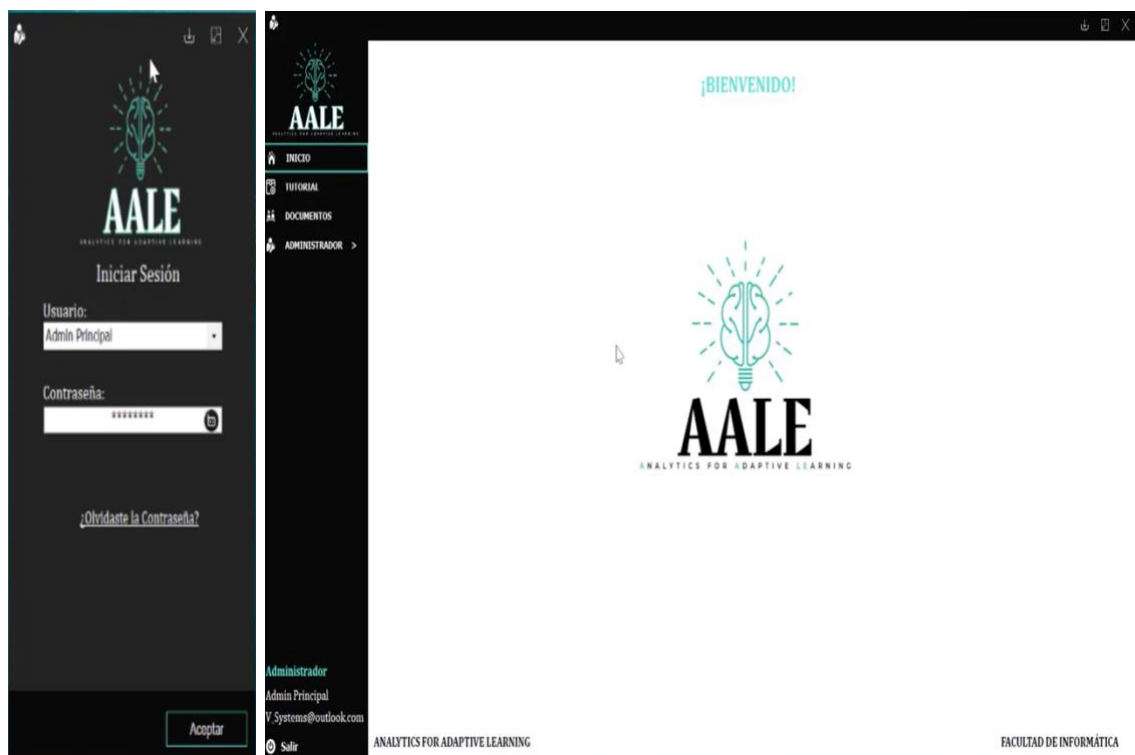 AALE
ANALYTICS FOR ADAPTIVE LEARNING
Iniciar Sesión
Usuario:
Admin Principal
Contraseña:
********
¿Olvidaste la Contraseña?
Aceptar
AALE
ANALYTICS FOR ADAPTIVE LEARNING
INICIO
TUTORIAL
DOCUMENTOS
ADMINISTRADOR >
Administrador
Admin Principal
V_Systems@outlook.com
Salir
¡BIENVENIDO!
AALE
ANALYTICS FOR ADAPTIVE LEARNING
ANALYTICS FOR ADAPTIVE LEARNING
FACULTAD DE INFORMÁTICA